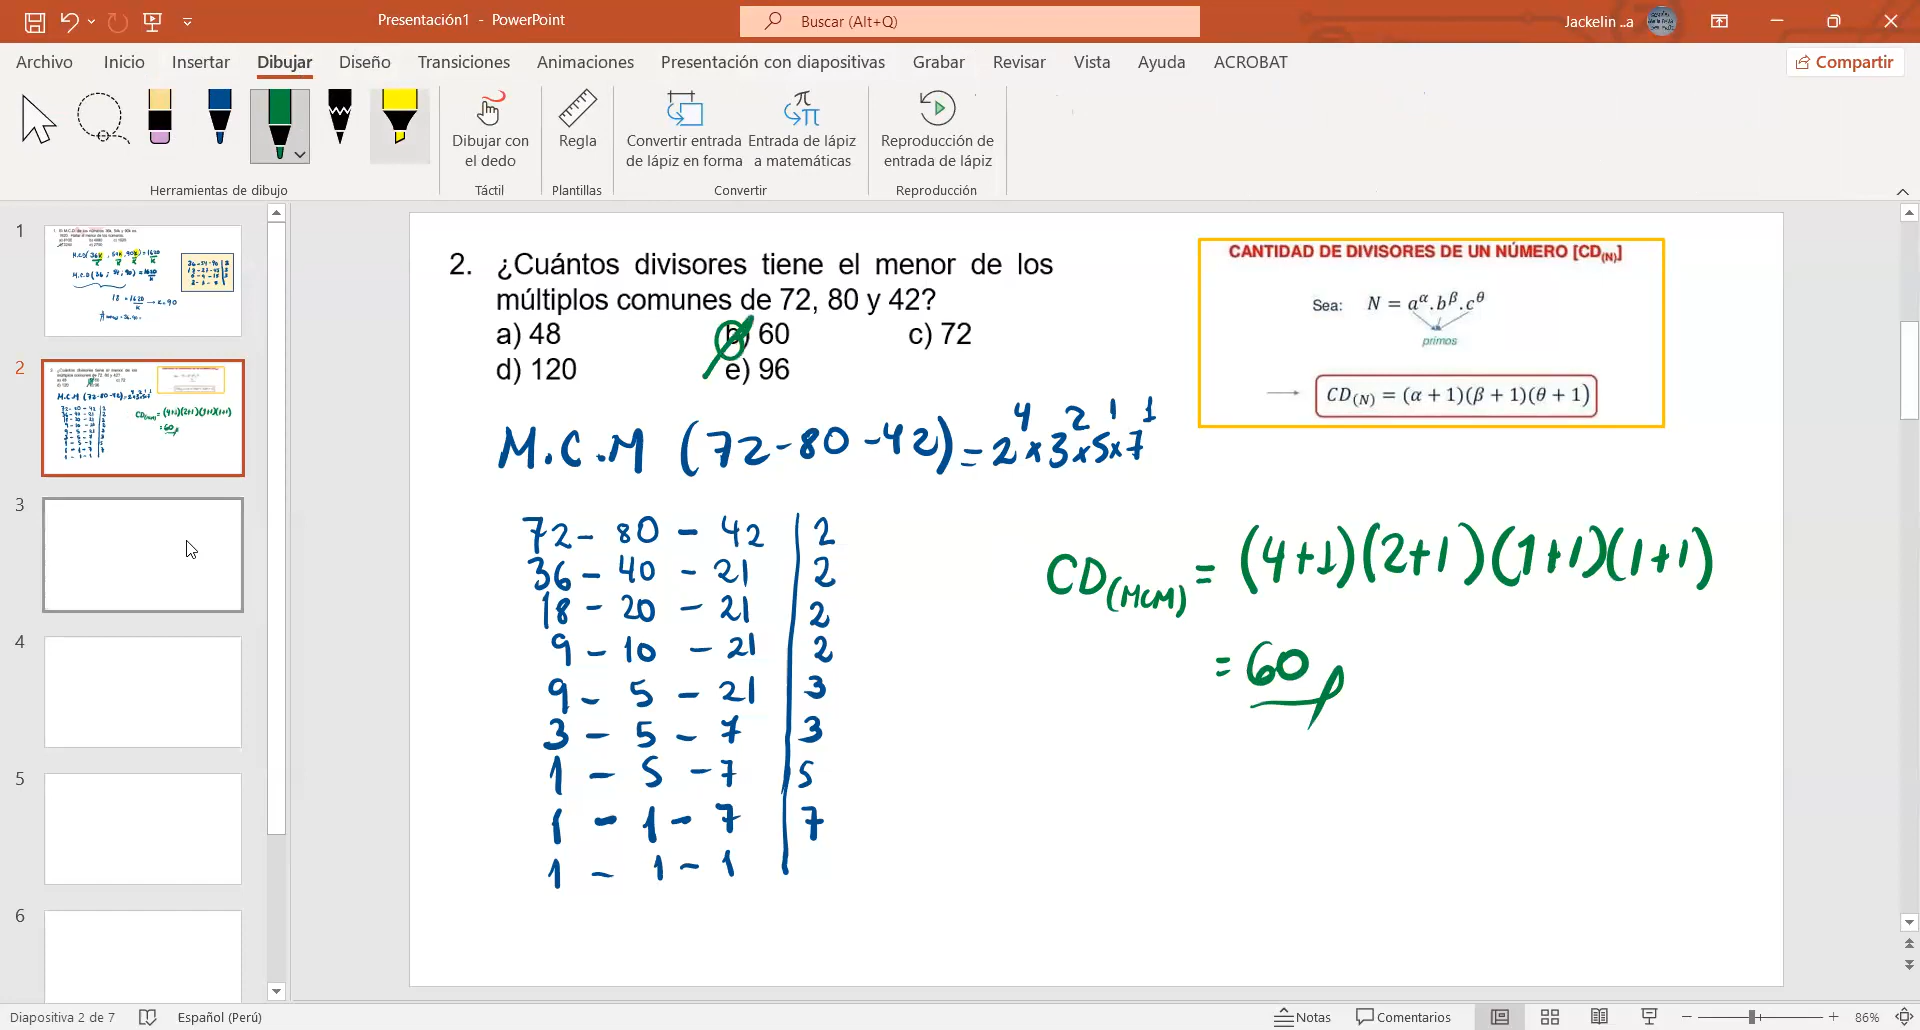 Presentación1 - PowerPoint
Buscar (Alt+Q)
Jackelin ..a
Archivo Inicio Insertar Dibujar Diseño Transiciones Animaciones Presentación con diapositivas Grabar Revisar Vista Ayuda ACROBAT
Compartir
Dibujar con el dedo
Regla
Convertir entrada de lápiz en forma
Entrada de lápiz a matemáticas
Reproducción de entrada de lápiz
Herramientas de dibujo
Táctil
Plantillas
Convertir
Reproducción
1
2
3
4
5
6
2. ¿Cuántos divisores tiene el menor de los
múltiplos comunes de 72, 80 y 42?
a) 48 b) 60 c) 72
d) 120 e) 96
CANTIDAD DE DIVISORES DE UN NÚMERO [CD(N)]
Sea: N = a^α.b^β.c^θ
primos
CD(N) = (α + 1)(β + 1)(θ + 1)
M.C.M (72-80-42) = 2^4 x 3^2 x 5^1 x 7^1
72 - 80 - 42 | 2
36 - 40 - 21 | 2
18 - 20 - 21 | 2
9 - 10 - 21 | 2
9 - 5 - 21 | 3
3 - 5 - 7 | 3
1 - 5 - 7 | 5
1 - 1 - 7 | 7
1 - 1 - 1
CD(MCM) = (4+1)(2+1)(1+1)(1+1)
= 60
Diapositiva 2 de 7 Español (Perú)
Notas Comentarios 86%